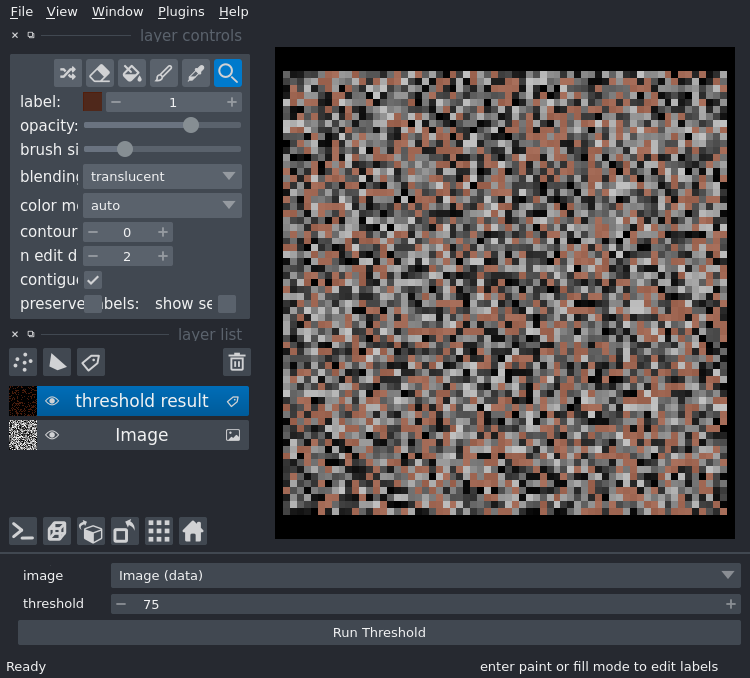 File View Window Plugins Help
layer controls
label: 1
opacity:
brush si
blending translucent
color m auto
contour 0
n edit d 2
contigu
preserve abels: show se
layer list
threshold result
Image
image Image (data)
threshold 75
Run Threshold
Ready enter paint or fill mode to edit labels